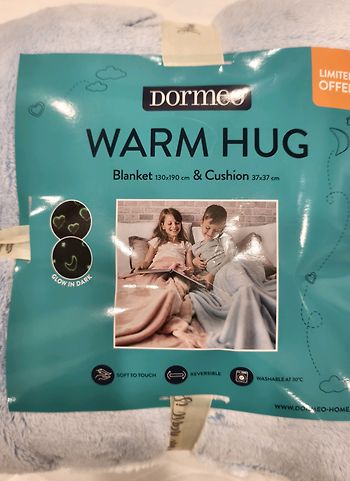 LIMITED
OFFER
DORMEO
WARM HUG
Blanket 130x190 cm & Cushion 37x37 cm
GLOW IN DARK
SOFT TO TOUCH
REVERSIBLE
WASHABLE AT 30°C
WWW.DORMEO-HOME